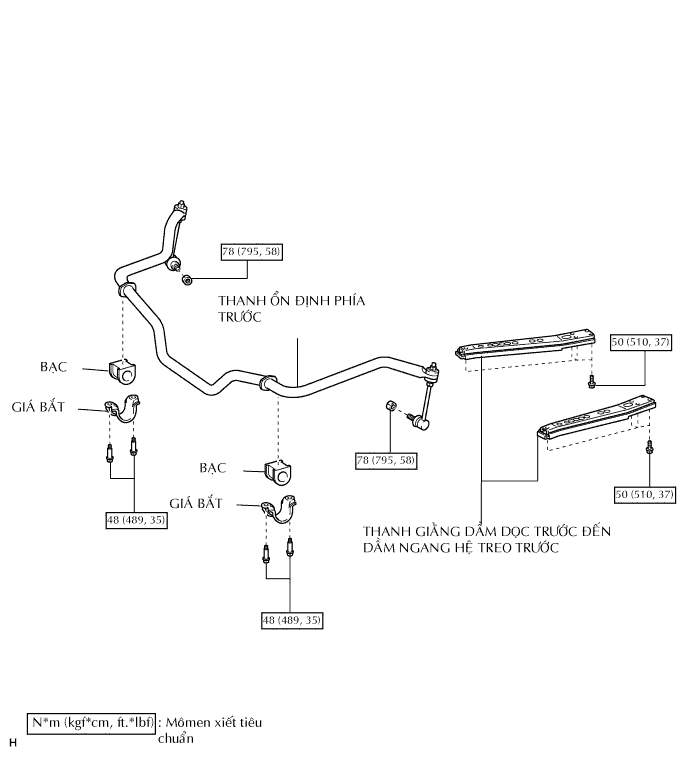 78 (795, 58)
THANH ỔN ĐỊNH PHÍA
TRƯỚC
50 (510, 37)
BẠC
GIÁ BẮT
78 (795, 58)
BẠC
50 (510, 37)
GIÁ BẮT
48 (489, 35)
THANH GIẰNG DẦM DỌC TRƯỚC ĐẾN
DẦM NGANG HỆ TREO TRƯỚC
48 (489, 35)
N*m (kgf*cm, ft.*lbf) : Mômen xiết tiêu
chuẩn
H